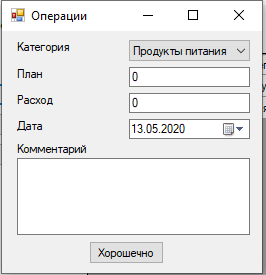 Операции
Категория Продукты питания
План 0
Расход 0
Дата 13.05.2020
Комментарий
Хорошечно